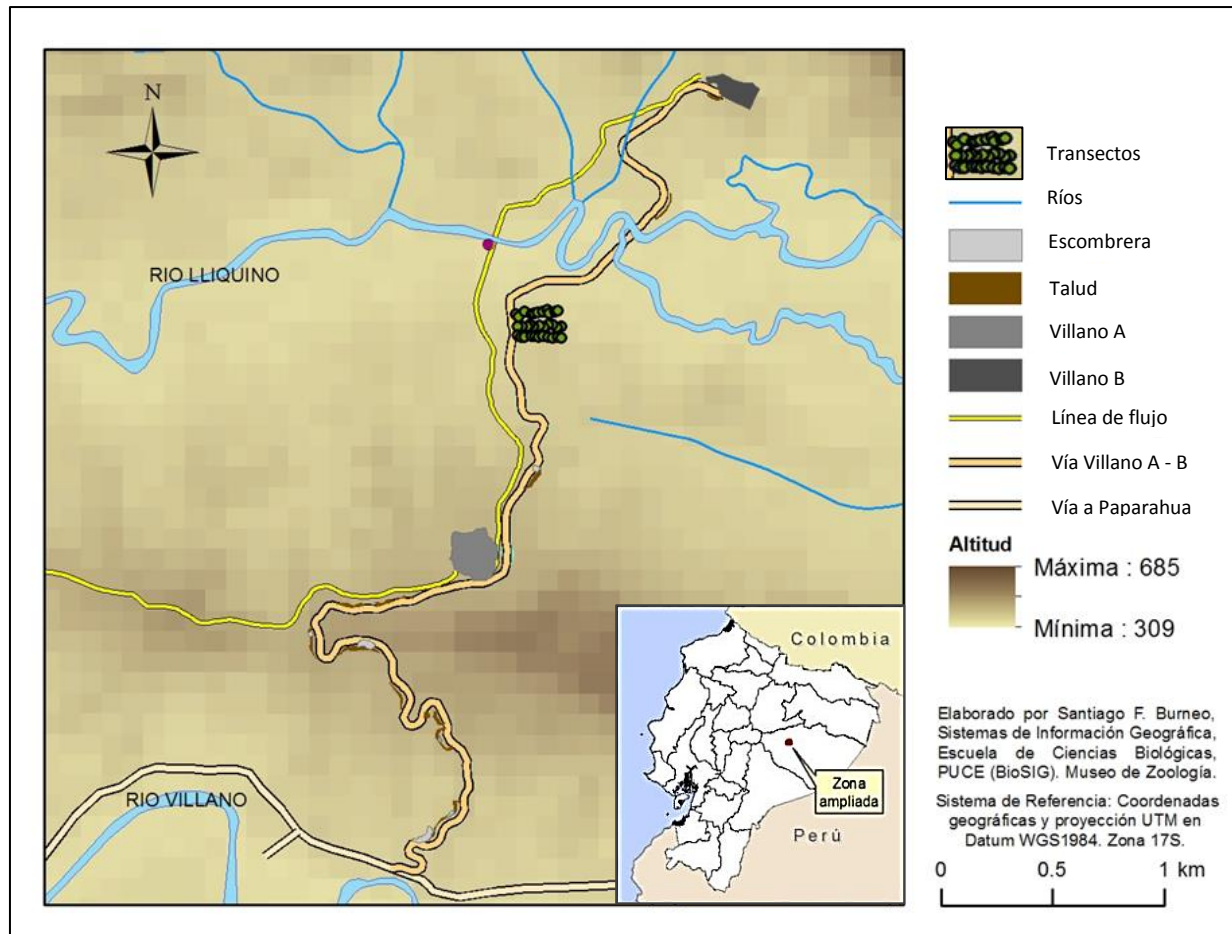 N
RIO LLIQUINO
RIO VILLANO
Transectos
Ríos
Escombrera
Talud
Villano A
Villano B
Línea de flujo
Vía Villano A - B
Vía a Paparahua
Altitud
Máxima : 685
Mínima : 309
Colombia
Zona
ampliada
Perú
Elaborado por Santiago F. Burneo,
Sistemas de Información Geográfica,
Escuela de Ciencias Biológicas,
PUCE (BioSIG). Museo de Zoología.
Sistema de Referencia: Coordenadas
geográficas y proyección UTM en
Datum WGS1984. Zona 17S.
0 0.5 1 km